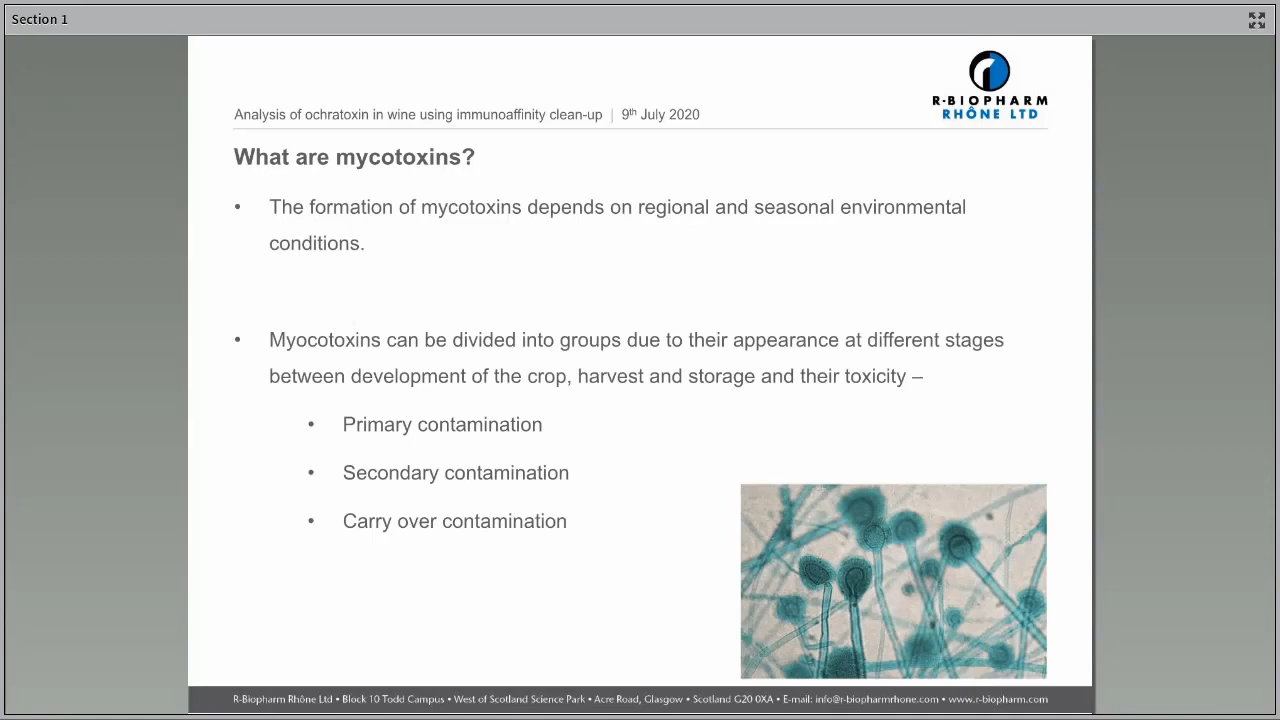 Section 1
R-BIOPHARM
RHÔNE LTD
Analysis of ochratoxin in wine using immunoaffinity clean-up | 9th July 2020
What are mycotoxins?
• The formation of mycotoxins depends on regional and seasonal environmental
conditions.
• Myocotoxins can be divided into groups due to their appearance at different stages
between development of the crop, harvest and storage and their toxicity –
• Primary contamination
• Secondary contamination
• Carry over contamination
R-Biopharm Rhône Ltd • Block 10 Todd Campus • West of Scotland Science Park • Acre Road, Glasgow • Scotland G20 0XA • E-mail: info@r-biopharmrhone.com • www.r-biopharm.com